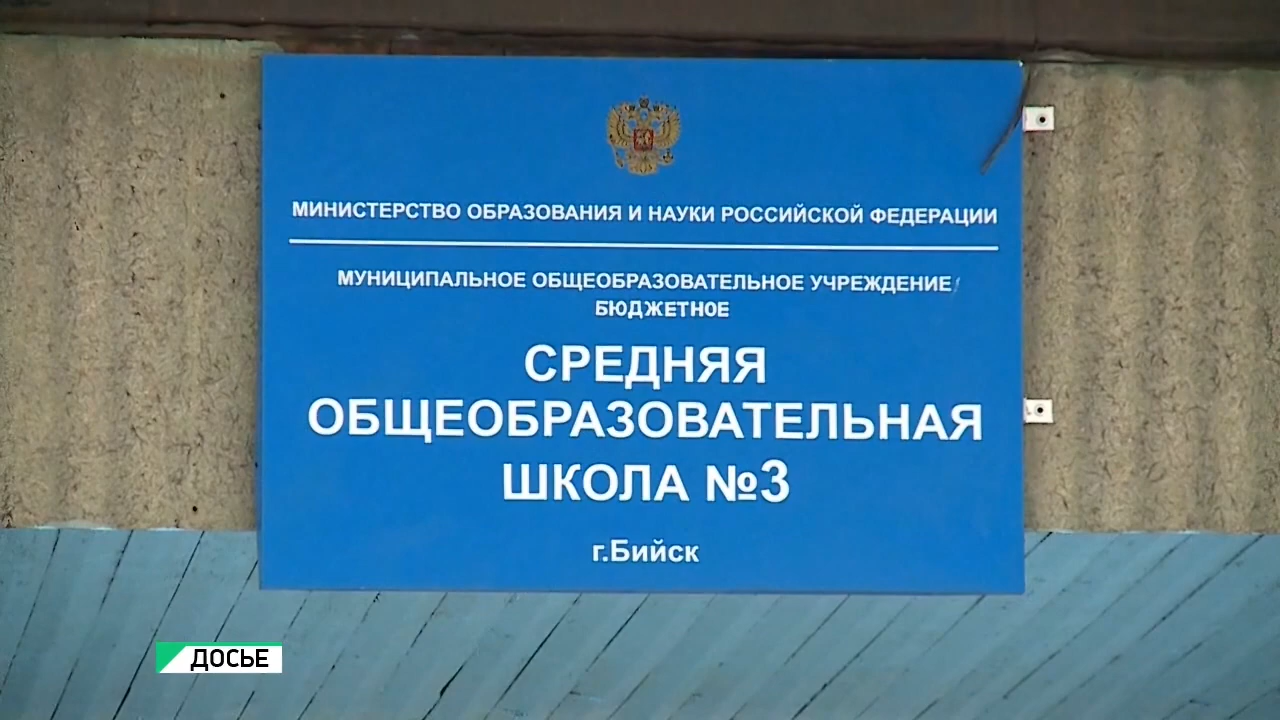 МИНИСТЕРСТВО ОБРАЗОВАНИЯ И НАУКИ РОССИЙСКОЙ ФЕДЕРАЦИИ
МУНИЦИПАЛЬНОЕ ОБЩЕОБРАЗОВАТЕЛЬНОЕ УЧРЕЖДЕНИЕ
БЮДЖЕТНОЕ
СРЕДНЯЯ
ОБЩЕОБРАЗОВАТЕЛЬНАЯ
ШКОЛА №3
г.Бийск
ДОСЬЕ